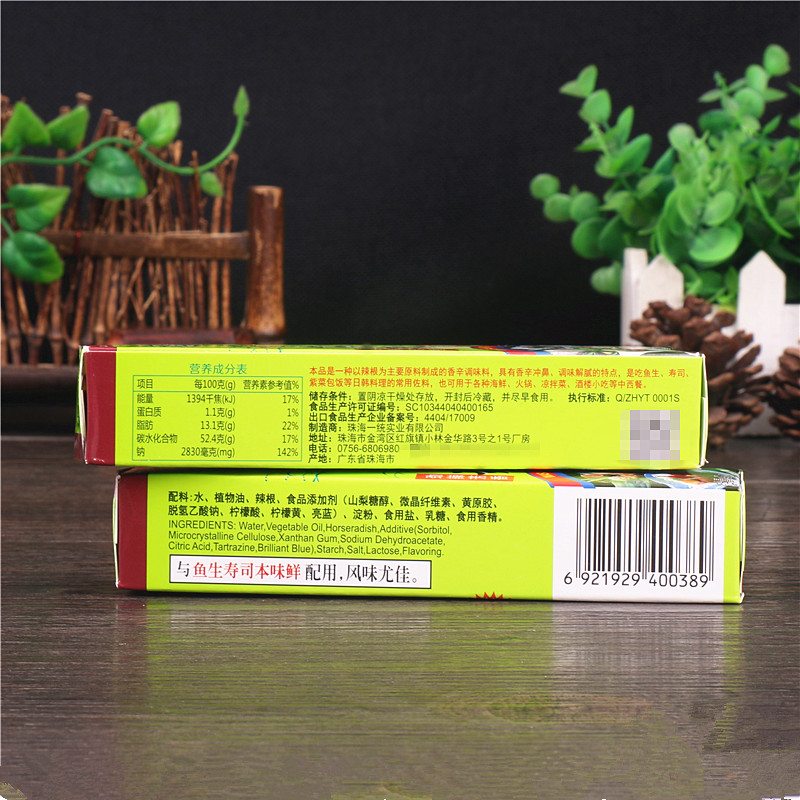 营养成分表
项目 每100克(g) 营养素参考值%
能量 1394千焦(kJ) 17%
蛋白质 1.1克(g) 1%
脂肪 13.1克(g) 22%
碳水化合物 52.4克(g) 17%
钠 2830毫克(mg) 142%
本品是一种以辣根为主要原料制成的香辛调味料,具有香辛冲鼻、调味解腻的特点,是吃鱼生、寿司、
紫菜包饭等日韩料理的常用佐料,也可用于各种海鲜、火锅、凉拌菜、酒楼小吃等中西餐。
储存条件:置阴凉干燥处存放,开封后冷藏,并尽早食用。 执行标准:Q/ZHYT 0001S
食品生产许可证编号:SC10344040400165
出口食品生产企业备案号:4404/17009
制造商:珠海一统实业有限公司
地址:珠海市金湾区红旗镇小林金华路3号之1号厂房
电话:0756-6806980
产地:广东省珠海市
配料:水、植物油、辣根、食品添加剂(山梨糖醇、微晶纤维素、黄原胶、
脱氢乙酸钠、柠檬酸、柠檬黄、亮蓝)、淀粉、食用盐、乳糖、食用香精。
INGREDIENTS: Water,Vegetable Oil,Horseradish,Additive(Sorbitol,
Microcrystalline Cellulose,Xanthan Gum,Sodium Dehydroacetate,
Citric Acid,Tartrazine,Brilliant Blue),Starch,Salt,Lactose,Flavoring.
与鱼生寿司本味鲜配用,风味尤佳。
6 921929 400389